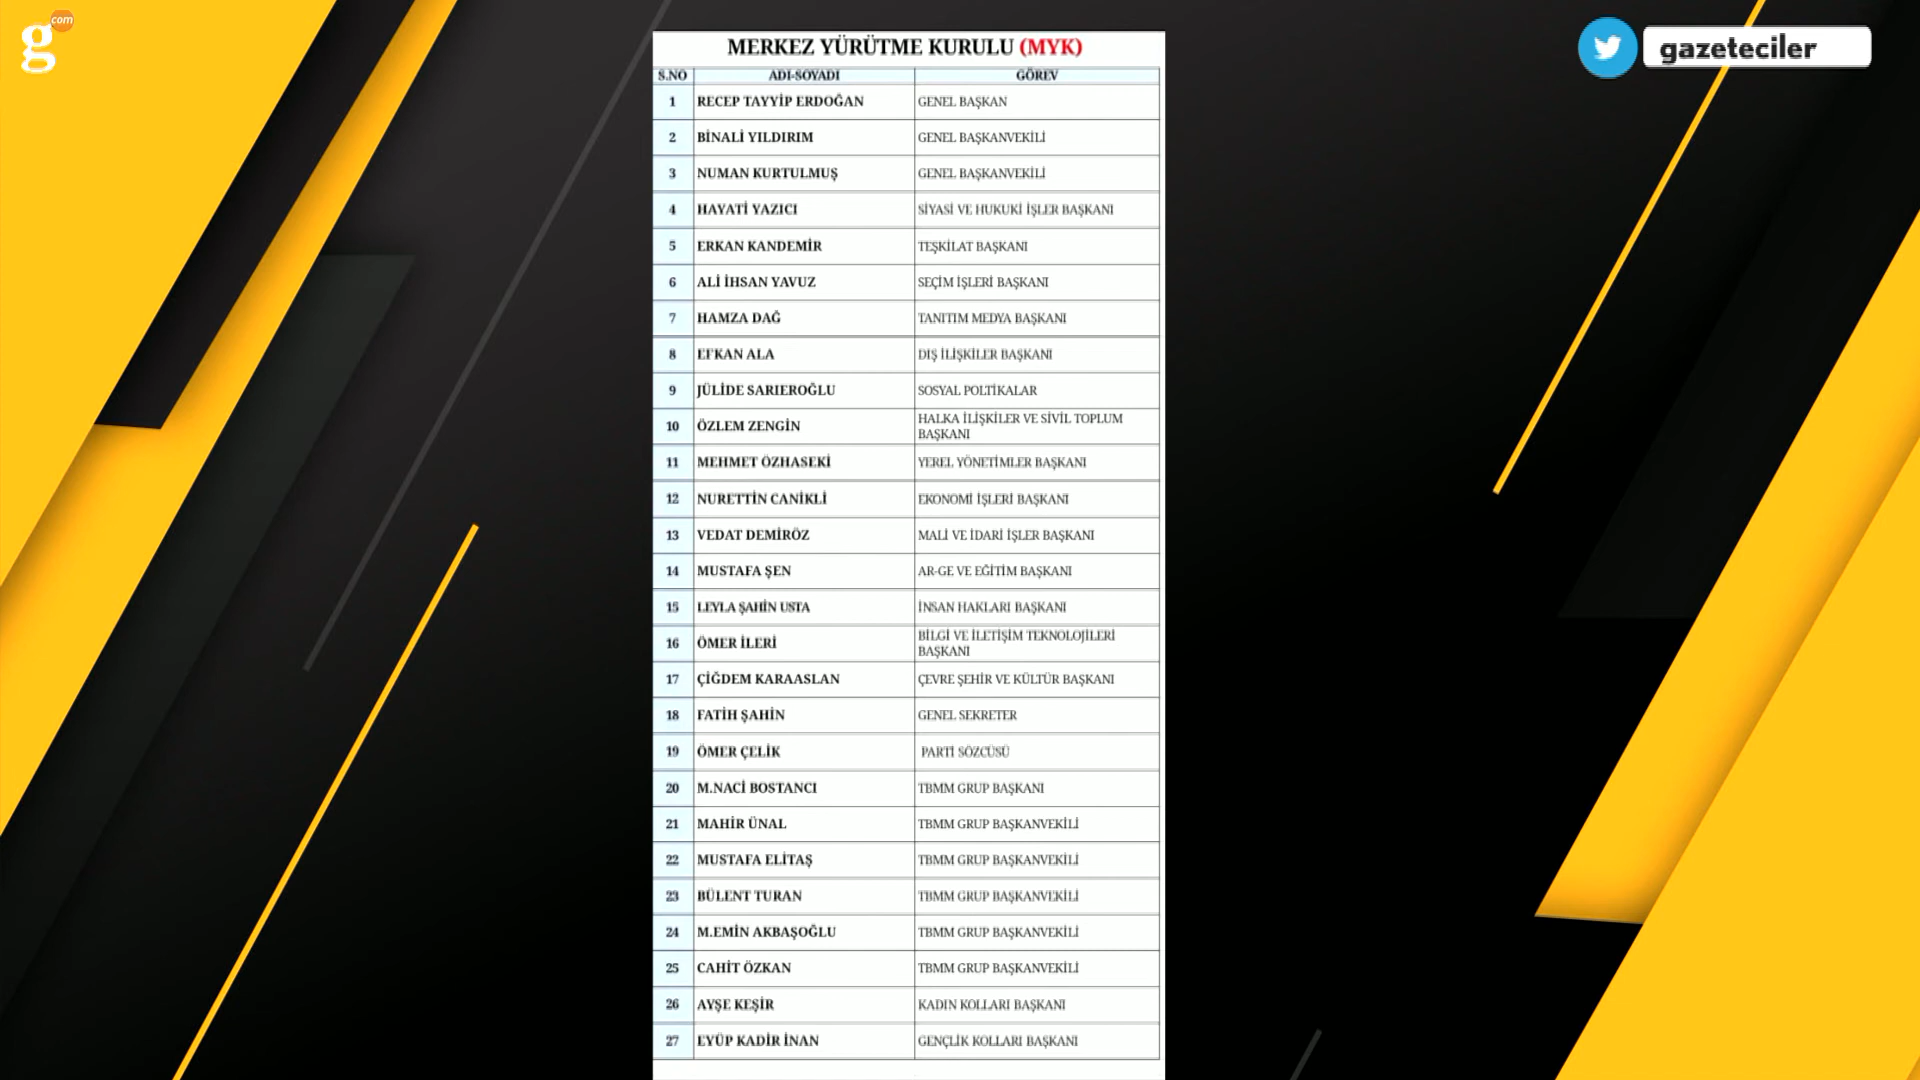 g com
gazeteciler
MERKEZ YÜRÜTME KURULU (MYK)
S.NO ADI-SOYADI GÖREV
1 RECEP TAYYİP ERDOĞAN GENEL BAŞKAN
2 BİNALİ YILDIRIM GENEL BAŞKANVEKİLİ
3 NUMAN KURTULMUŞ GENEL BAŞKANVEKİLİ
4 HAYATİ YAZICI SİYASİ VE HUKUKİ İŞLER BAŞKANI
5 ERKAN KANDEMİR TEŞKİLAT BAŞKANI
6 ALİ İHSAN YAVUZ SEÇİM İŞLERİ BAŞKANI
7 HAMZA DAĞ TANITIM MEDYA BAŞKANI
8 EFKAN ALA DIŞ İLİŞKİLER BAŞKANI
9 JÜLİDE SARIEROĞLU SOSYAL POLTİKALAR
10 ÖZLEM ZENGİN HALKA İLİŞKİLER VE SİVİL TOPLUM
BAŞKANI
11 MEHMET ÖZHASEKİ YEREL YÖNETİMLER BAŞKANI
12 NURETTİN CANİKLİ EKONOMİ İŞLERİ BAŞKANI
13 VEDAT DEMİRÖZ MALİ VE İDARİ İŞLER BAŞKANI
14 MUSTAFA ŞEN AR-GE VE EĞİTİM BAŞKANI
15 LEYLA ŞAHİN USTA İNSAN HAKLARI BAŞKANI
16 ÖMER İLERİ BİLGİ VE İLETİŞİM TEKNOLOJİLERİ
BAŞKANI
17 ÇİĞDEM KARAASLAN ÇEVRE ŞEHİR VE KÜLTÜR BAŞKANI
18 FATİH ŞAHİN GENEL SEKRETER
19 ÖMER ÇELİK PARTİ SÖZCÜSÜ
20 M.NACİ BOSTANCI TBMM GRUP BAŞKANI
21 MAHİR ÜNAL TBMM GRUP BAŞKANVEKİLİ
22 MUSTAFA ELİTAŞ TBMM GRUP BAŞKANVEKİLİ
23 BÜLENT TURAN TBMM GRUP BAŞKANVEKİLİ
24 M.EMİN AKBAŞOĞLU TBMM GRUP BAŞKANVEKİLİ
25 CAHİT ÖZKAN TBMM GRUP BAŞKANVEKİLİ
26 AYŞE KEŞİR KADIN KOLLARI BAŞKANI
27 EYÜP KADİR İNAN GENÇLİK KOLLARI BAŞKANI